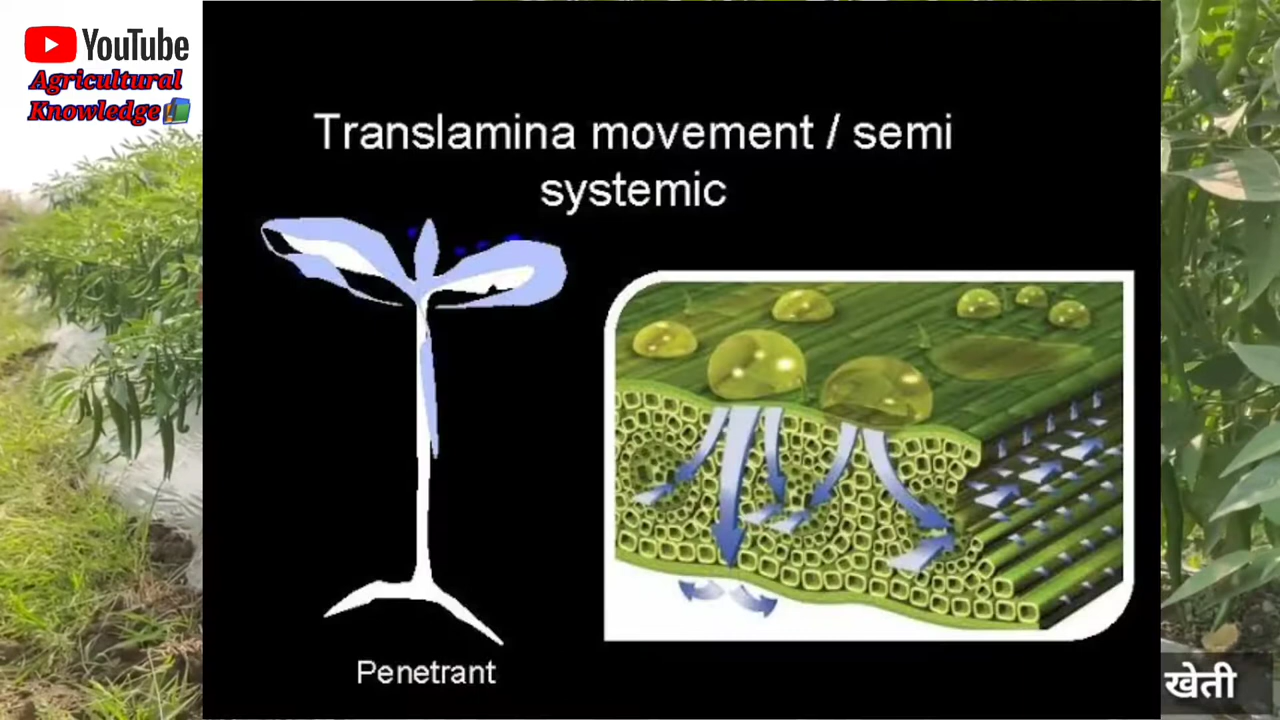 YouTube
Agricultural
Knowledge
Translamina movement / semi
systemic
Penetrant
खेती